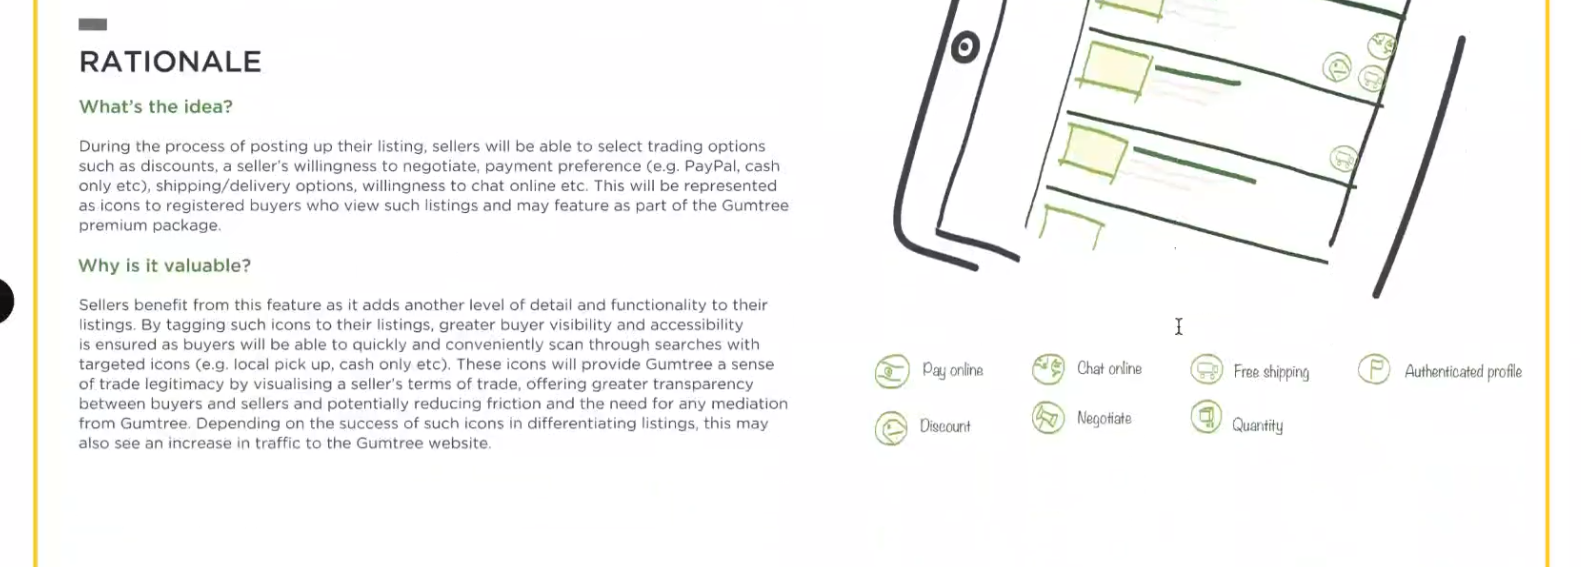 RATIONALE
What's the idea?
During the process of posting up their listing, sellers will be able to select trading options
such as discounts, a seller's willingness to negotiate, payment preference (e.g. PayPal, cash
only etc), shipping/delivery options, willingness to chat online etc. This will be represented
as icons to registered buyers who view such listings and may feature as part of the Gumtree
premium package.
Why is it valuable?
Sellers benefit from this feature as it adds another level of detail and functionality to their
listings. By tagging such icons to their listings, greater buyer visibility and accessibility
is ensured as buyers will be able to quickly and conveniently scan through searches with
targeted icons (e.g. local pick up, cash only etc). These icons will provide Gumtree a sense
of trade legitimacy by visualising a seller's terms of trade, offering greater transparency
between buyers and sellers and potentially reducing friction and the need for any mediation
from Gumtree. Depending on the success of such icons in differentiating listings, this may
also see an increase in traffic to the Gumtree website.
Pay online
Chat online
Free shipping
Authenticated profile
Discount
Negotiate
Quantity